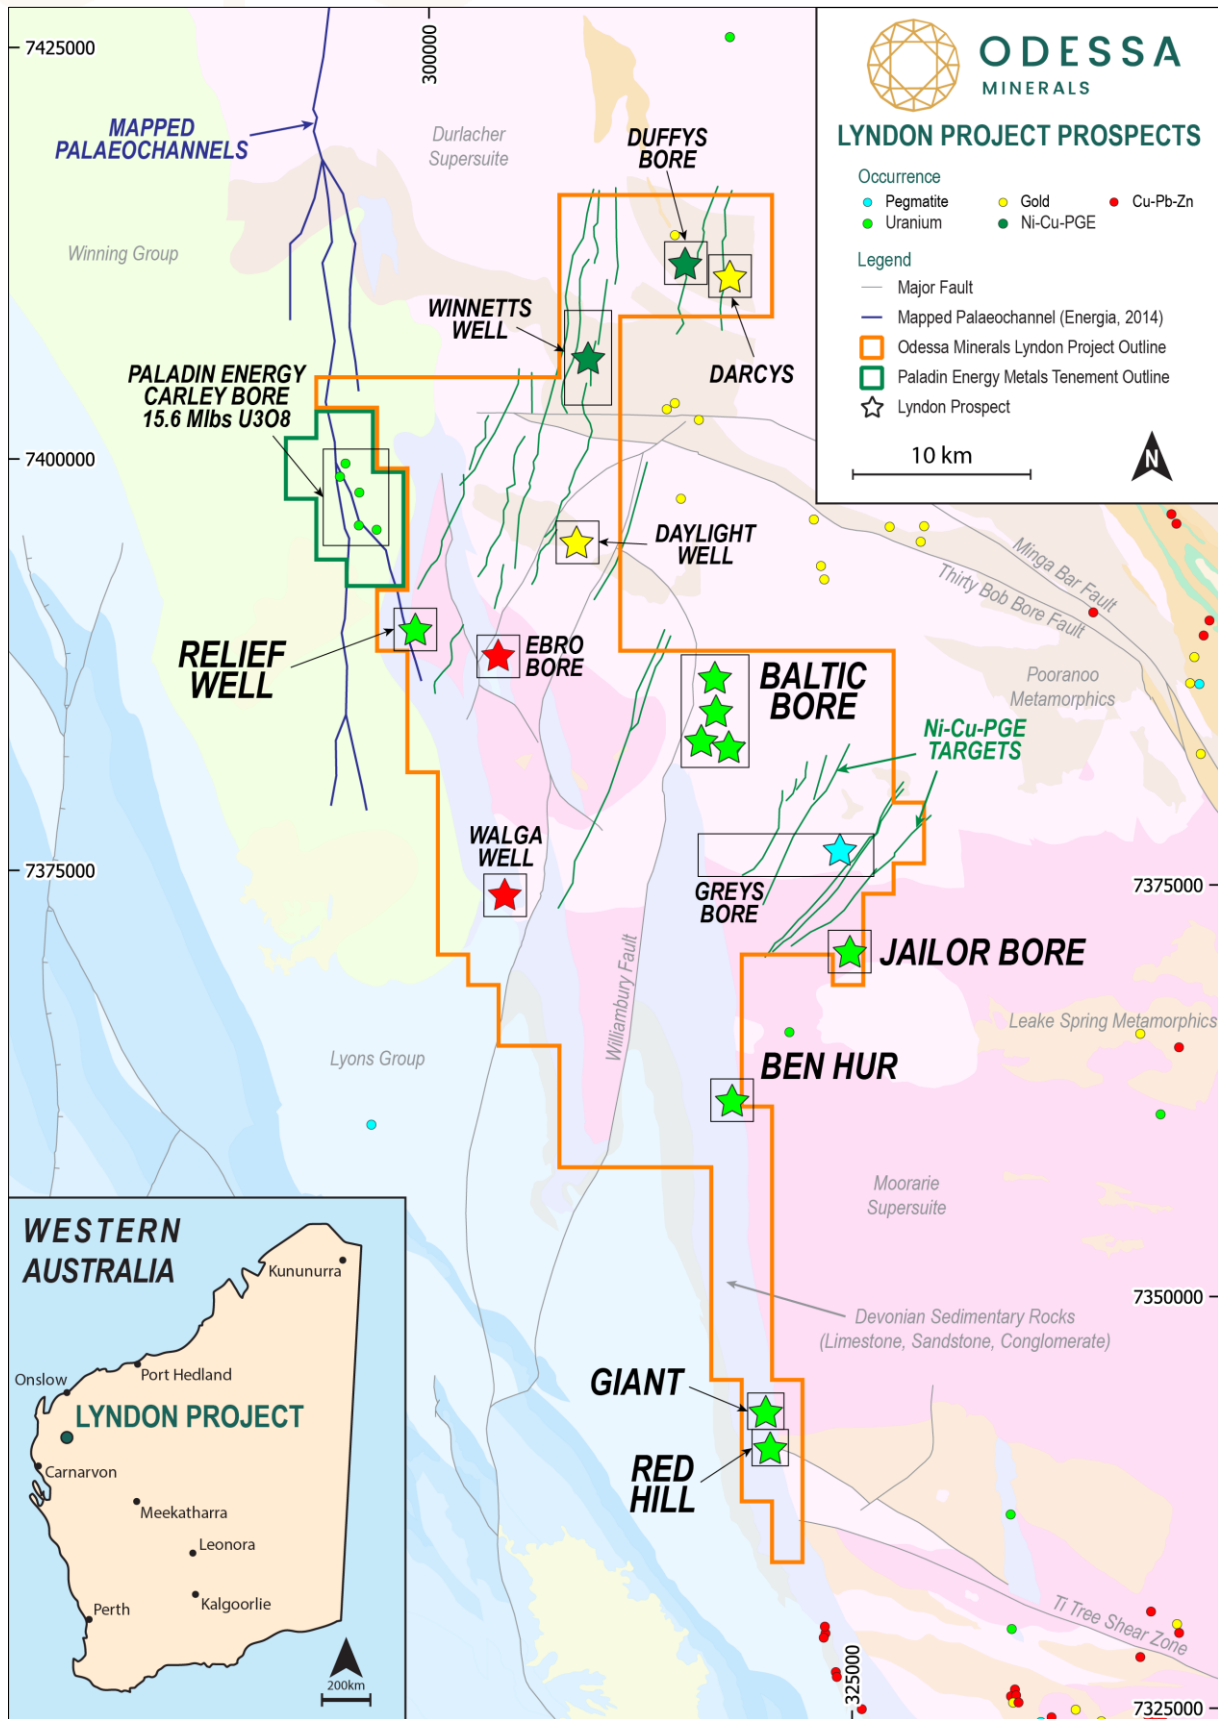 7425000
300000
ODESSA
MINERALS
LYNDON PROJECT PROSPECTS
Occurrence
Pegmatite
Gold
Cu-Pb-Zn
Uranium
Ni-Cu-PGE
Legend
Major Fault
Mapped Palaeochannel (Energia, 2014)
Odessa Minerals Lyndon Project Outline
Paladin Energy Metals Tenement Outline
Lyndon Prospect
10 km
N
MAPPED
PALAEOCHANNELS
Durlacher
Supersuite
DUFFYS
BORE
Winning Group
WINNETTS
WELL
DARCYS
PALADIN ENERGY
CARLEY BORE
15.6 Mlbs U3O8
7400000
DAYLIGHT
WELL
Minga Bar Fault
Thirty Bob Bore Fault
RELIEF
WELL
EBRO
BORE
BALTIC
BORE
Pooranoo
Metamorphics
Ni-Cu-PGE
TARGETS
WALGA
WELL
7375000
7375000
GREYS
BORE
JAILOR BORE
Williambury Fault
Leake Spring Metamorphics
Lyons Group
BEN HUR
Moorarie
Supersuite
7350000
Devonian Sedimentary Rocks
(Limestone, Sandstone, Conglomerate)
GIANT
RED
HILL
Ti Tree Shear Zone
325000
7325000
WESTERN
AUSTRALIA
Kununurra
Port Hedland
Onslow
LYNDON PROJECT
Carnarvon
Meekatharra
Leonora
Kalgoorlie
Perth
200km